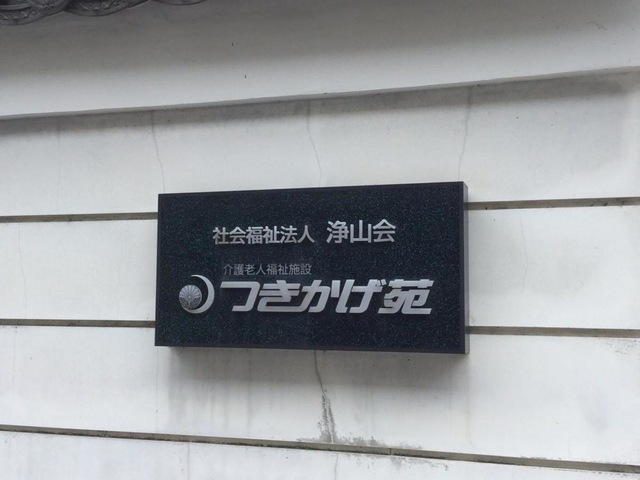 社会福祉法人 浄山会
介護老人福祉施設
つきかげ苑